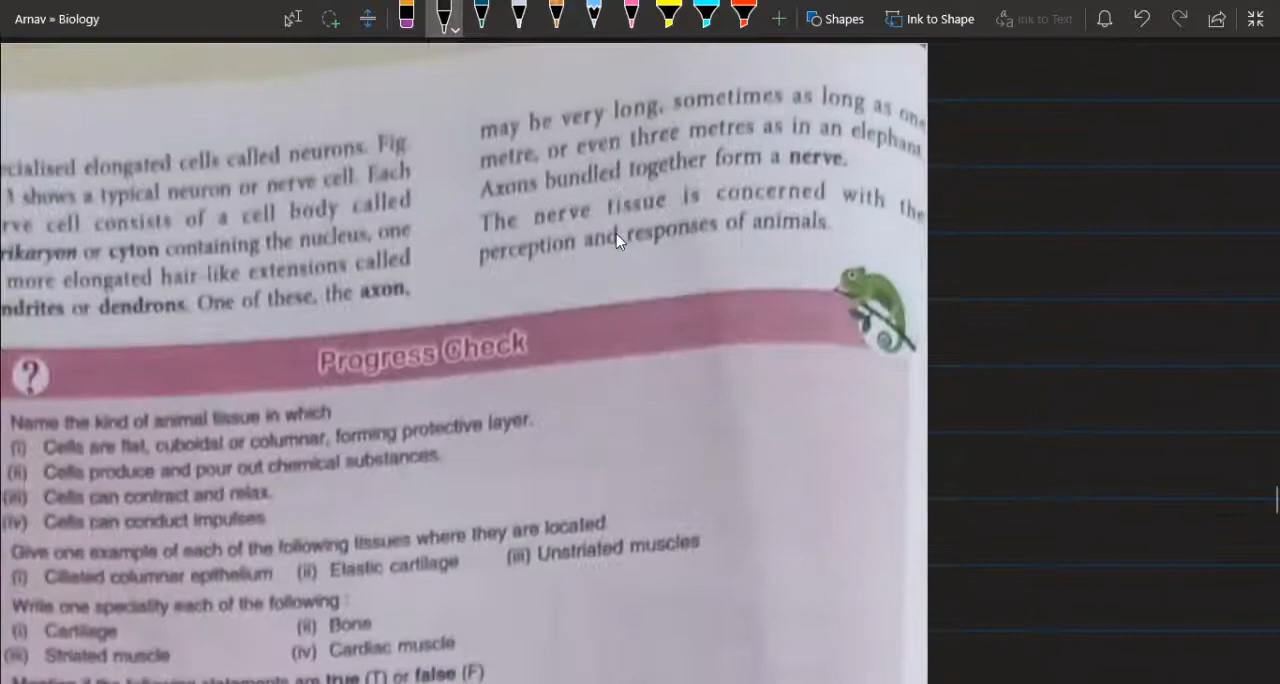 Arnav » Biology
Shapes
Ink to Shape
Ink to Text
ecialised elongated cells called neurons. Fig
shows a typical neuron or nerve cell. Each
rve cell consists of a cell body called
rikaryon or cyton containing the nucleus, one
more elongated hair like extensions called
ndrites or dendrons. One of these, the axon,
may be very long, sometimes as long as one
metre, or even three metres as in an elephant.
Axons bundled together form a nerve.
The nerve tissue is concerned with the
perception and responses of animals.
?
Progress Check
Name the kind of animal tissue in which
(i) Cells are flat, cuboidal or columnar, forming protective layer.
(ii) Cells produce and pour out chemical substances.
(iii) Cells can contract and relax.
(iv) Cells can conduct impulses
Give one example of each of the following tissues where they are located
(i) Ciliated columnar epithelium (ii) Elastic cartilage (iii) Unstriated muscles
Write one speciality each of the following :
(i) Cartilage (ii) Bone
(iii) Striated muscle (iv) Cardiac muscle
Mention if the following statements are true (T) or false (F)